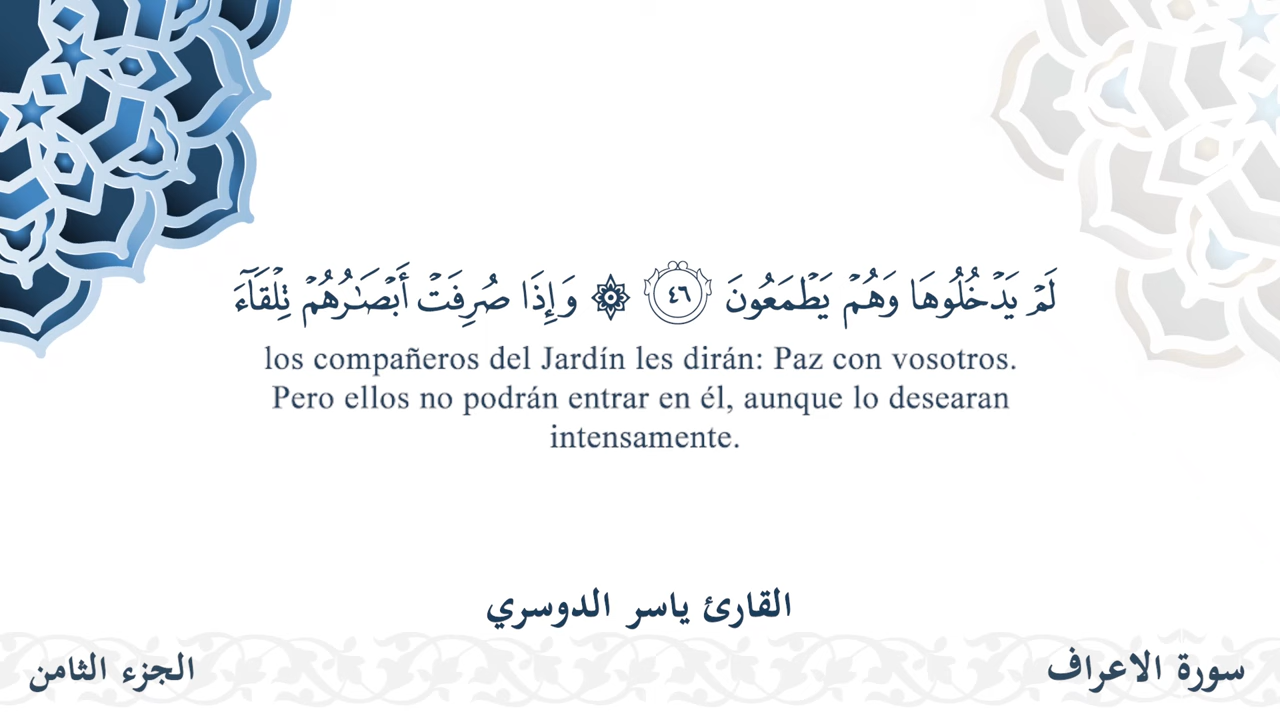 لَمْ يَدْخُلُوهَا وَهُمْ يَطْمَعُونَ ٤٦ ۞ وَإِذَا صُرِفَتْ أَبْصَٰرُهُمْ تِلْقَآءَ
los compañeros del Jardín les dirán: Paz con vosotros.
Pero ellos no podrán entrar en él, aunque lo desearan
intensamente.
القارئ ياسر الدوسري
سورة الاعراف
الجزء الثامن